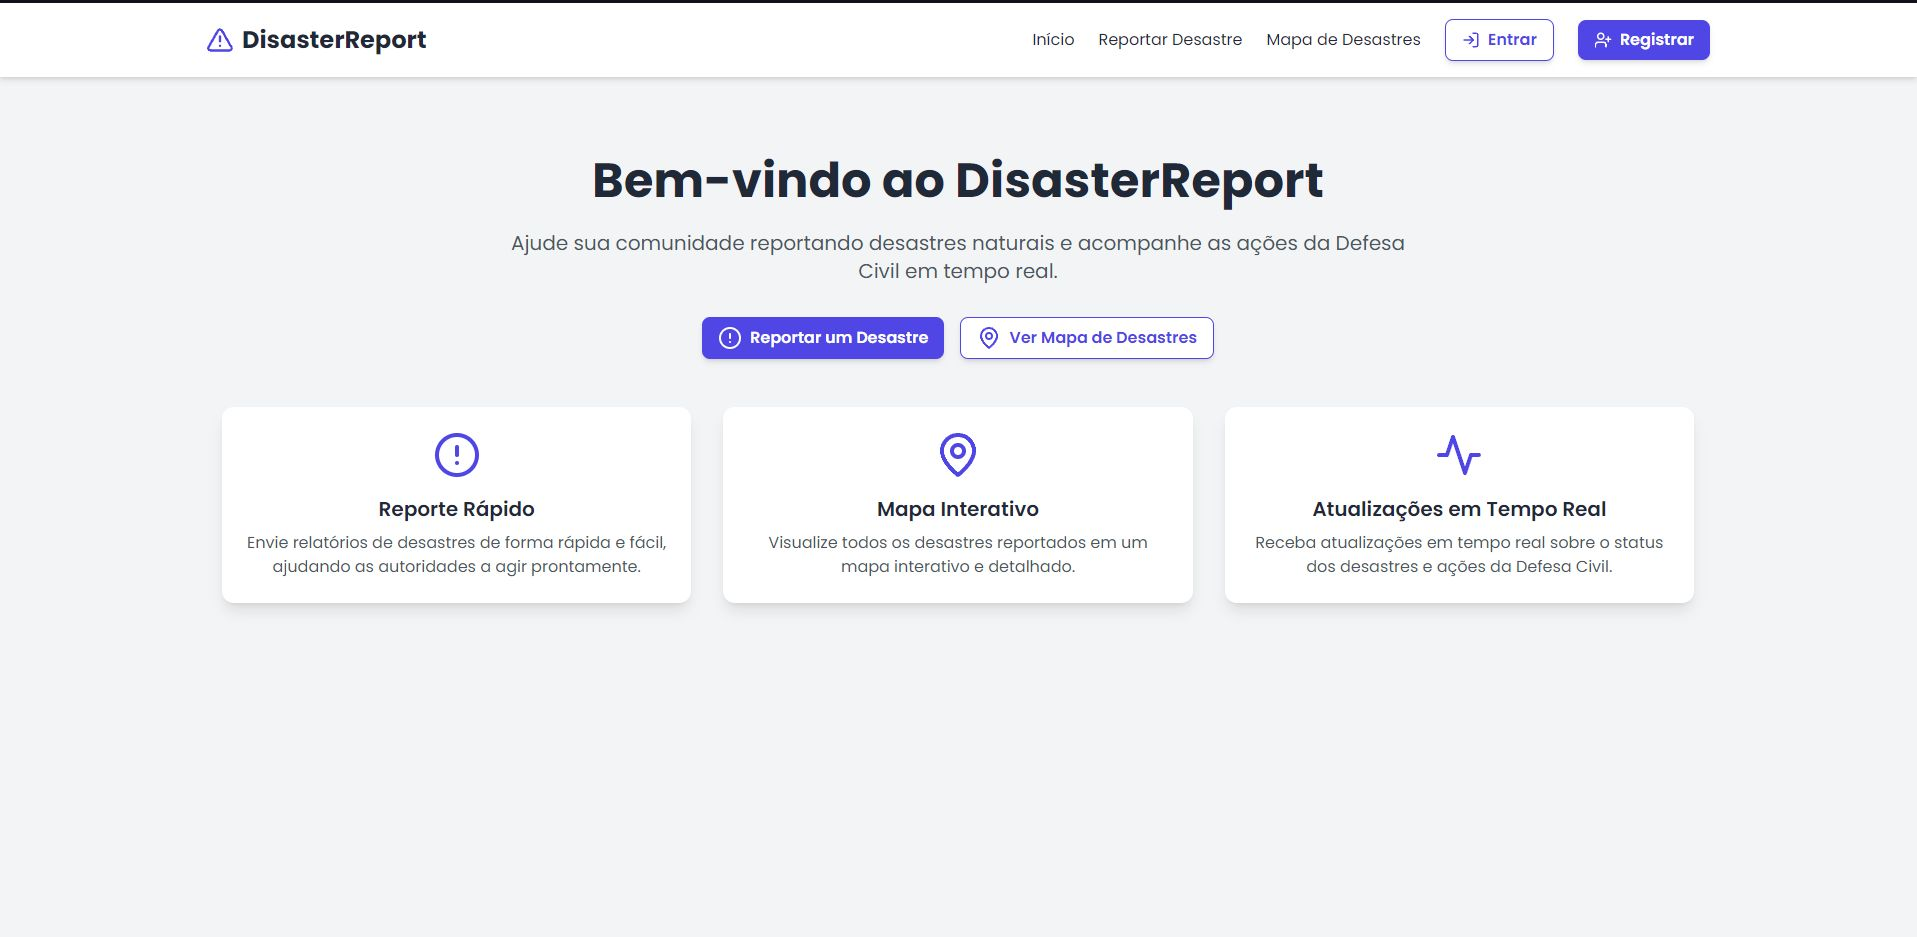 DisasterReport
Início
Reportar Desastre
Mapa de Desastres
Entrar
Registrar
Bem-vindo ao DisasterReport
Ajude sua comunidade reportando desastres naturais e acompanhe as ações da Defesa
Civil em tempo real.
Reportar um Desastre
Ver Mapa de Desastres
Reporte Rápido
Envie relatórios de desastres de forma rápida e fácil,
ajudando as autoridades a agir prontamente.
Mapa Interativo
Visualize todos os desastres reportados em um
mapa interativo e detalhado.
Atualizações em Tempo Real
Receba atualizações em tempo real sobre o status
dos desastres e ações da Defesa Civil.